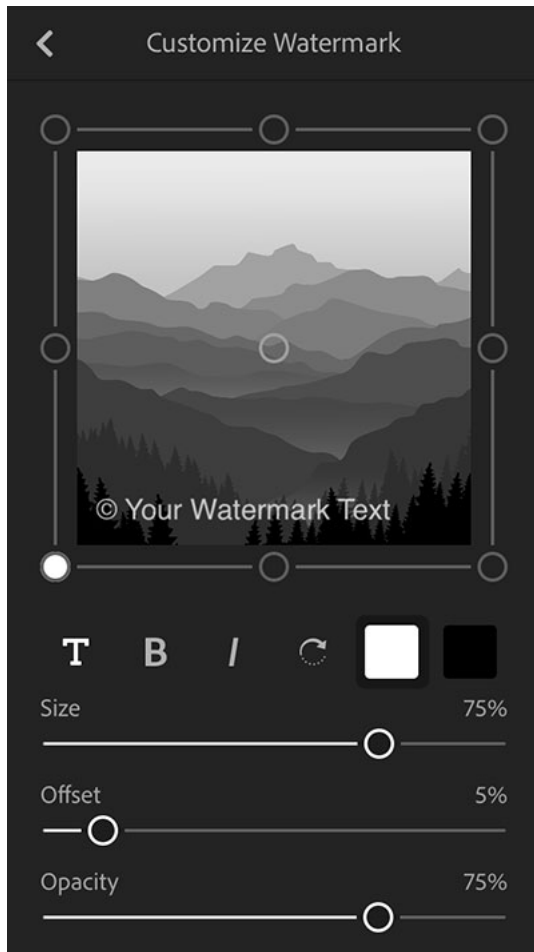 Customize Watermark
© Your Watermark Text
T B I
Size 75%
Offset 5%
Opacity 75%